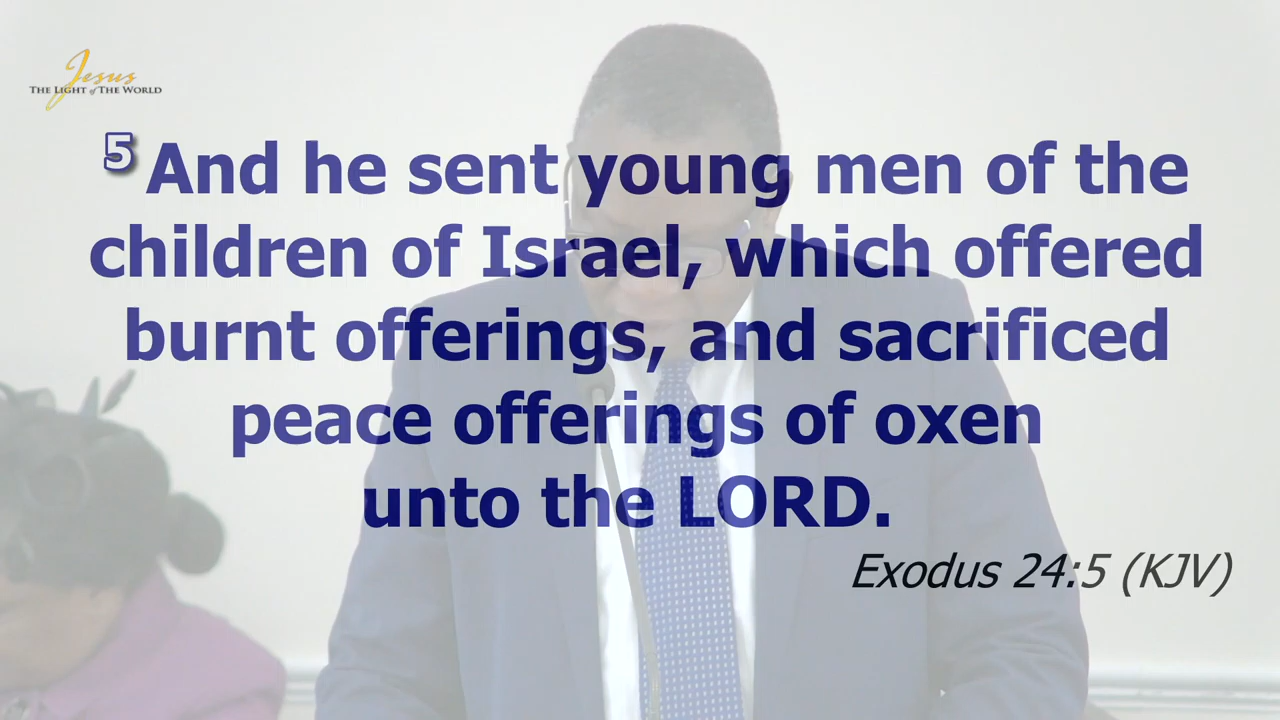 Jesus
THE LIGHT of THE WORLD
5 And he sent young men of the
children of Israel, which offered
burnt offerings, and sacrificed
peace offerings of oxen
unto the LORD.
Exodus 24:5 (KJV)